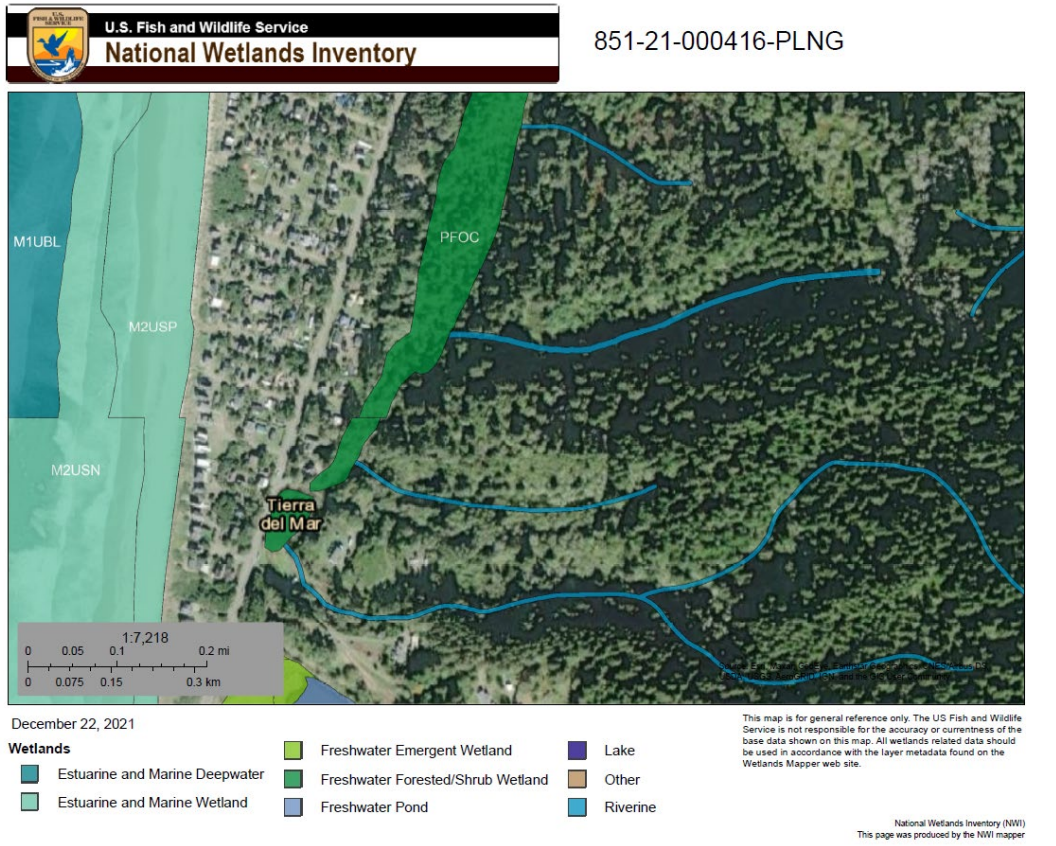 U.S.
FISH & WILDLIFE
SERVICE
U.S. Fish and Wildlife Service
National Wetlands Inventory
851-21-000416-PLNG
PFOC
M1UBL
M2USP
M2USN
Tierra
del Mar
1:7,218
0 0.05 0.1 0.2 mi
0 0.075 0.15 0.3 km
December 22, 2021
Wetlands
Estuarine and Marine Deepwater
Estuarine and Marine Wetland
Freshwater Emergent Wetland
Freshwater Forested/Shrub Wetland
Freshwater Pond
Lake
Other
Riverine
This map is for general reference only. The US Fish and Wildlife
Service is not responsible for the accuracy or currentness of the
base data shown on this map. All wetlands related data should
be used in accordance with the layer metadata found on the
Wetlands Mapper web site.
National Wetlands Inventory (NWI)
This page was produced by the NWI mapper